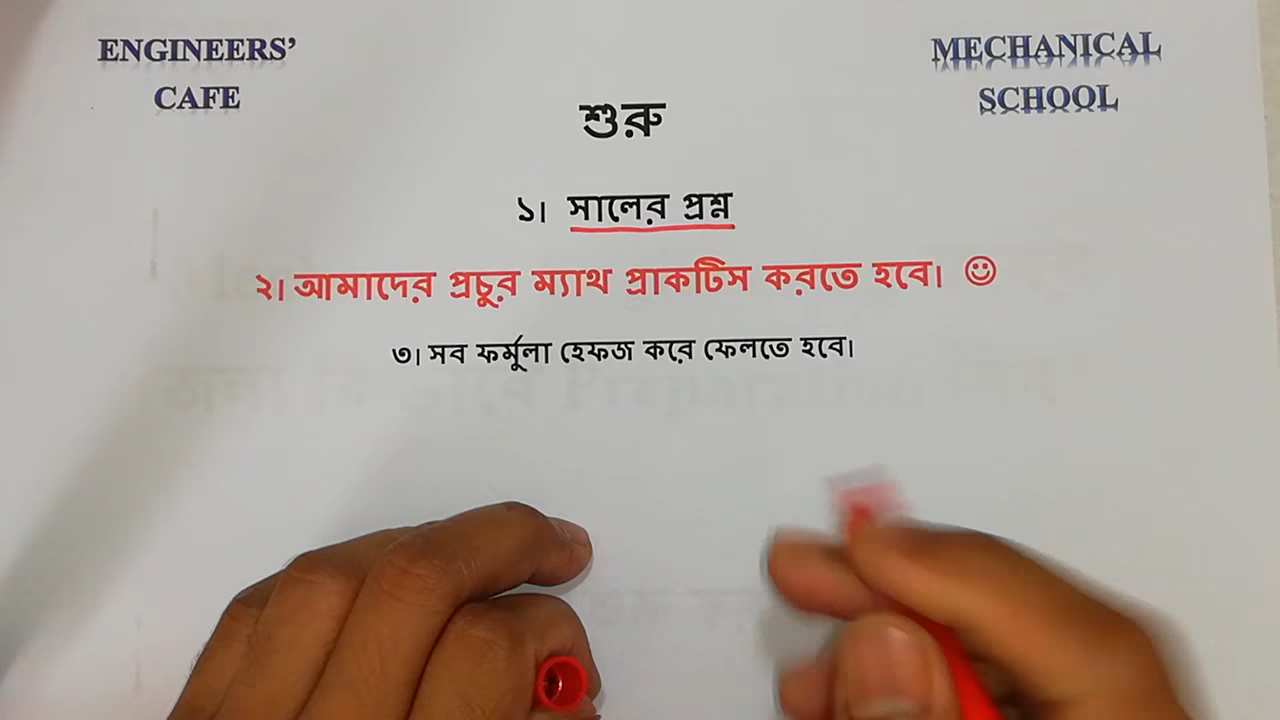 ENGINEERS’
CAFE
MECHANICAL
SCHOOL
শুরু
১। সালের প্রশ্ন
২। আমাদের প্রচুর ম্যাথ প্রাকটিস করতে হবে। ☺
৩। সব ফর্মুলা হেফজ করে ফেলতে হবে।